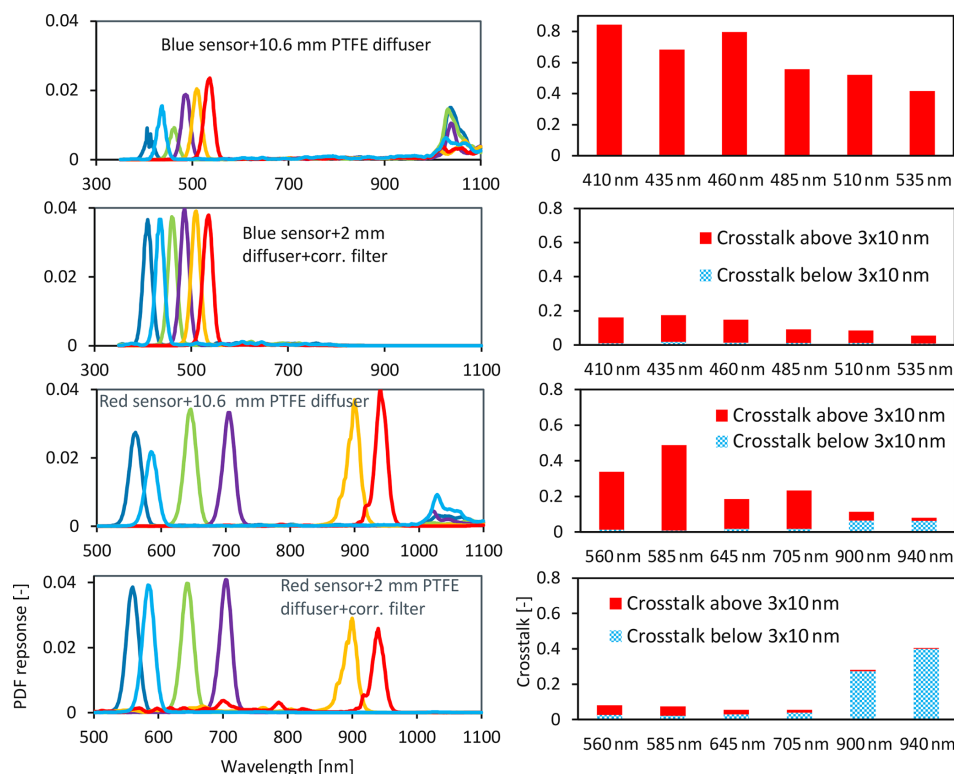 0.04
Blue sensor+10.6 mm PTFE diffuser
0.02
0
300 500 700 900 1100
0.8
0.6
0.4
0.2
0
410 nm 435 nm 460 nm 485 nm 510 nm 535 nm
0.04
Blue sensor+2 mm
diffuser+corr. filter
0.02
0
300 500 700 900 1100
0.8
Crosstalk above 3x10 nm
0.6
Crosstalk below 3x10 nm
0.4
0.2
0
410 nm 435 nm 460 nm 485 nm 510 nm 535 nm
0.04
Red sensor+10.6 mm PTFE diffuser
0.02
0
500 600 700 800 900 1000 1100
0.8
Crosstalk above 3x10 nm
0.6
Crosstalk below 3x10 nm
0.4
0.2
0
560 nm 585 nm 645 nm 705 nm 900 nm 940 nm
PDF repsonse [-]
0.04
Red sensor+2 mm PTFE
diffuser+corr. filter
0.02
0
500 600 700 800 900 1000 1100
Wavelength [nm]
Crosstalk [-]
0.8
Crosstalk above 3x10 nm
0.6
Crosstalk below 3x10 nm
0.4
0.2
0
560 nm 585 nm 645 nm 705 nm 900 nm 940 nm